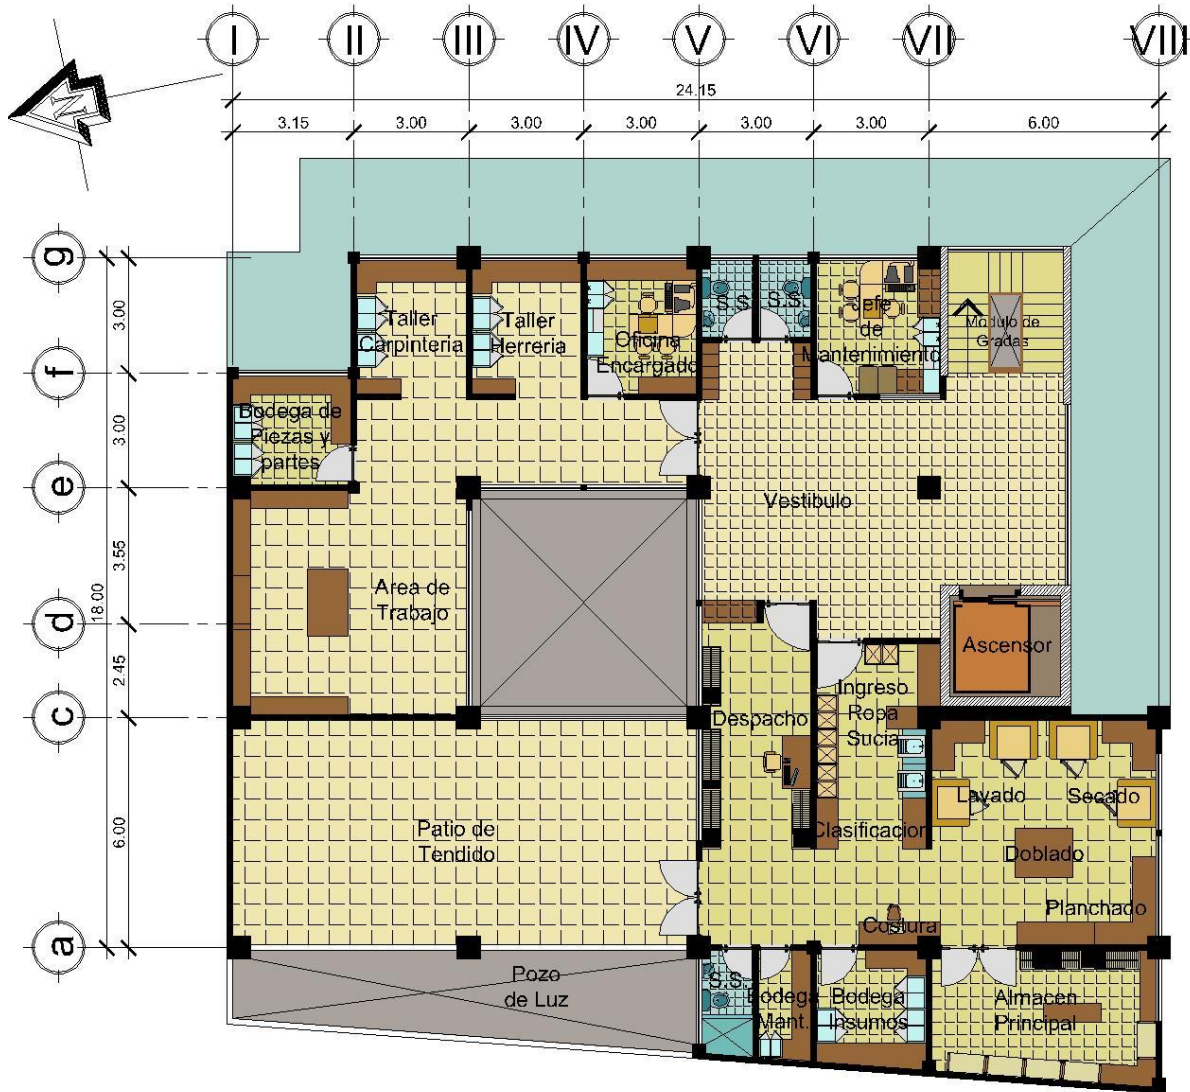 I II III IV V VI VII VIII
24.15
3.15 3.00 3.00 3.00 3.00 3.00 6.00
N
g
f
e
d
c
a
3.00
3.00
3.55
2.45
6.00
18.00
Taller
Carpinteria
Taller
Herreria
Oficina
Encargado
S.S.
S.S.
Jefe
de
Mantenimiento
Modulo de
Gradas
Bodega de
Piezas y
partes
Vestibulo
Area de
Trabajo
Ascensor
Despacho
Ingreso
Ropa
Sucia
Lavado
Secado
Patio de
Tendido
Clasificacion
Doblado
Planchado
Costura
Pozo
de Luz
S.S.
Bodega
Mant.
Bodega
Insumos
Almacen
Principal